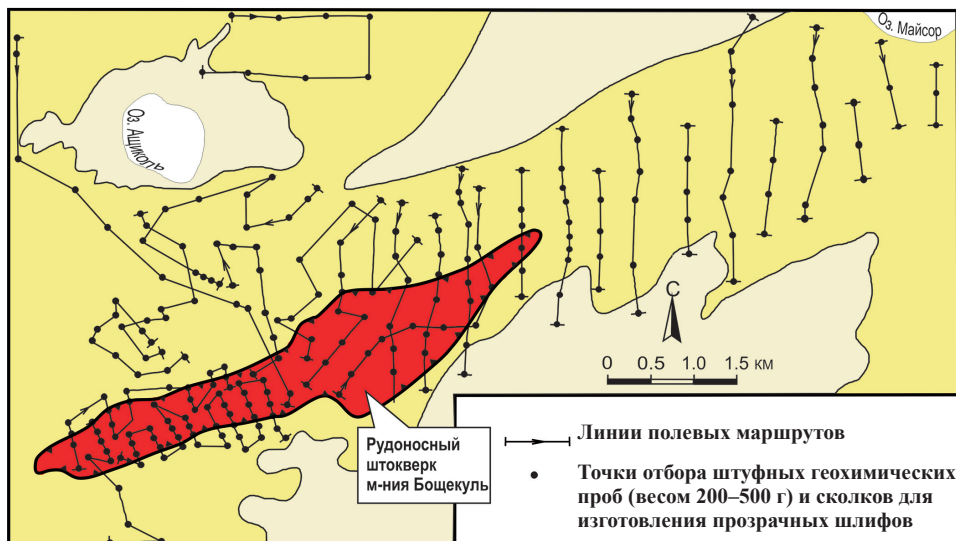 Оз. Майсор
Оз. Ащиколь
С
0 0.5 1.0 1.5 км
Рудоносный
штокверк
м-ния Бощекуль
Линии полевых маршрутов
Точки отбора штуфных геохимических
проб (весом 200–500 г) и сколков для
изготовления прозрачных шлифов